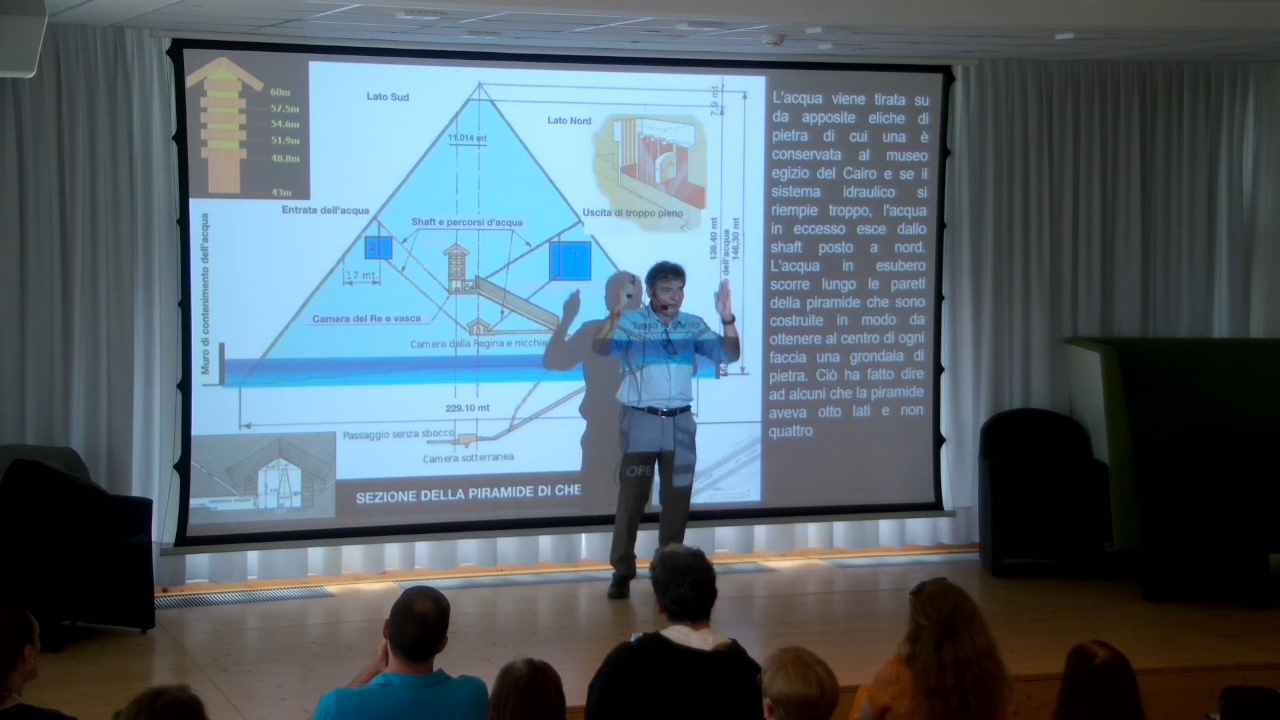 60m
57.5m
54.6m
51.9m
48.8m
43m
Lato Sud
Lato Nord
7,9 mt.
11.014 mt
Entrata dell'acqua
Shaft e percorsi d'acqua
Uscita di troppo pieno
Muro di contenimento dell'acqua
2
1
17 mt.
138.40 mt
dell'acqua
146,30 mt
Camera del Re e vasca
Camera della Regina e nicchia
229.10 mt
Passaggio senza sbocco
Camera sotterranea
SEZIONE DELLA PIRAMIDE DI CHE
OPE
L'acqua viene tirata su
da apposite eliche di
pietra di cui una è
conservata al museo
egizio del Cairo e se il
sistema idraulico si
riempie troppo, l'acqua
in eccesso esce dallo
shaft posto a nord.
L'acqua in esubero
scorre lungo le pareti
della piramide che sono
costruite in modo da
ottenere al centro di ogni
faccia una grondaia di
pietra. Ciò ha fatto dire
ad alcuni che la piramide
aveva otto lati e non
quattro